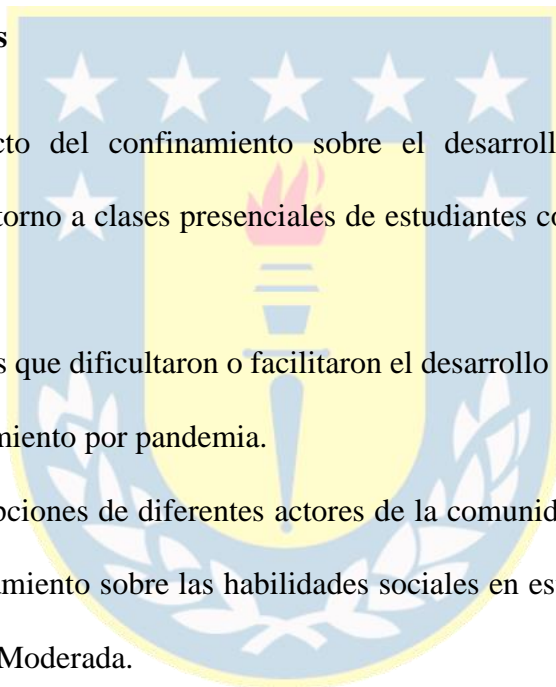 s
cto del confinamiento sobre el desarroll
torno a clases presenciales de estudiantes co
s que dificultaron o facilitaron el desarrollo
miento por pandemia.
pciones de diferentes actores de la comunid
amiento sobre las habilidades sociales en es
Moderada.